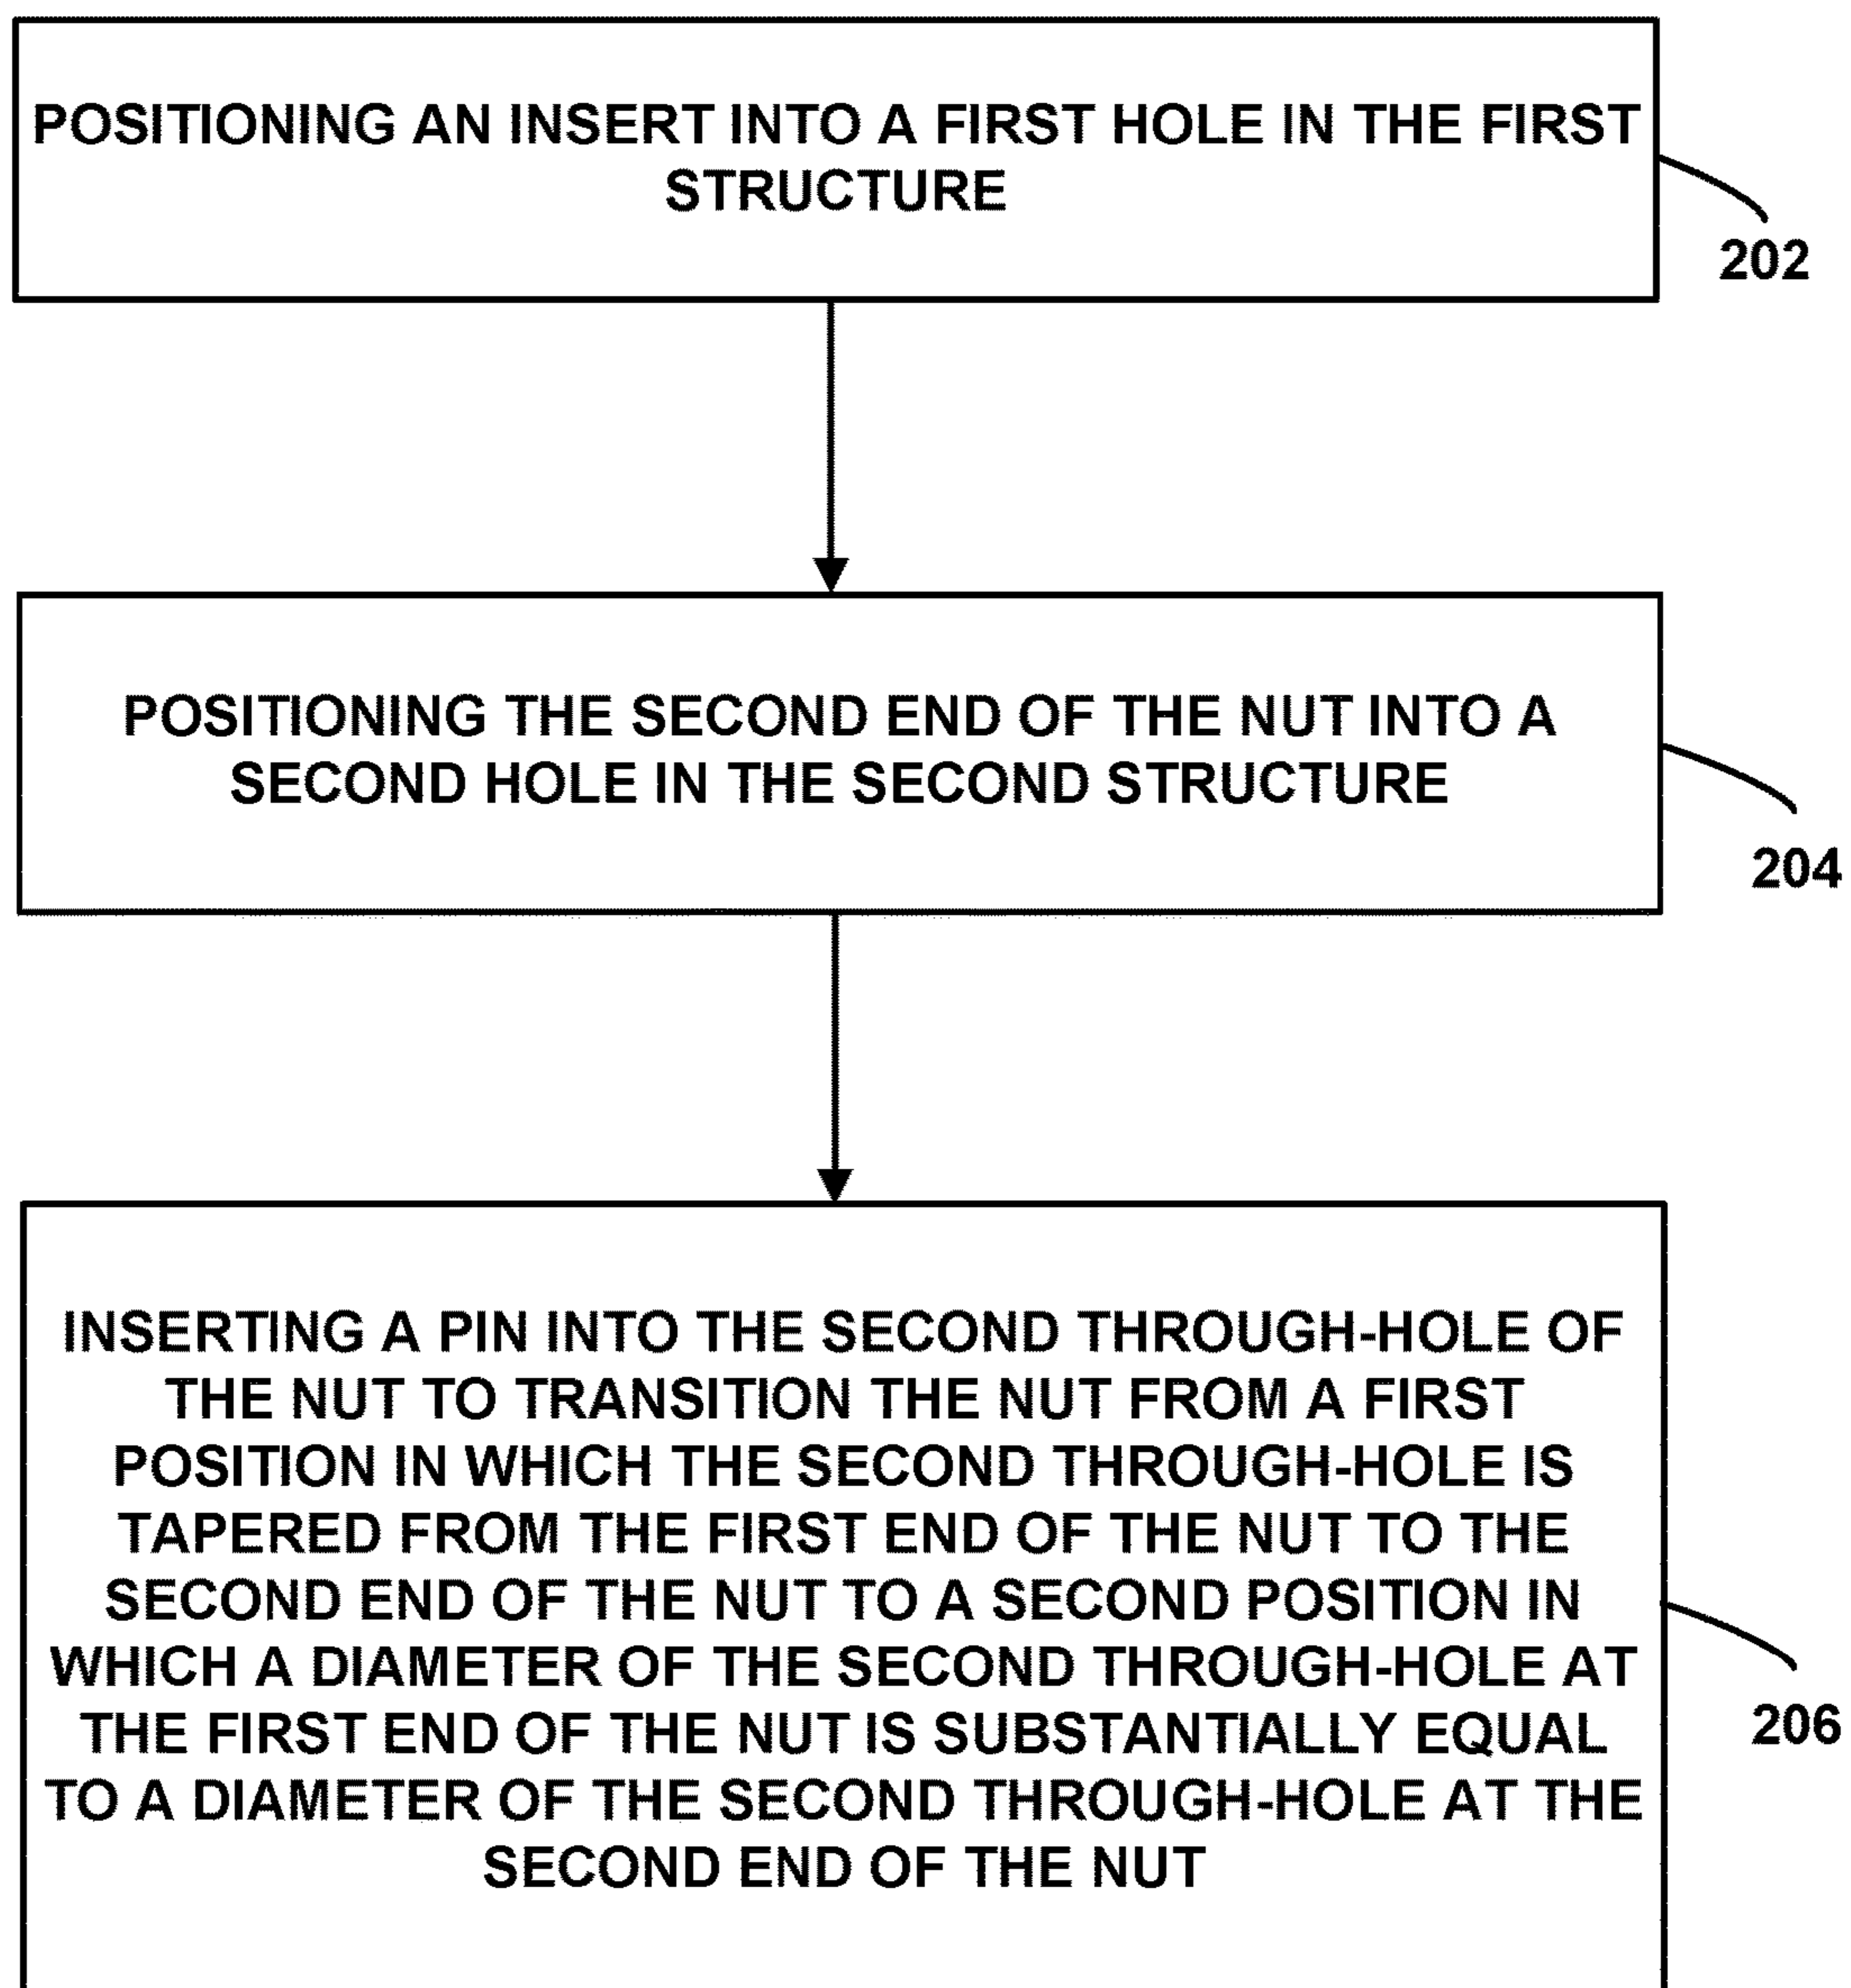 POSITIONING AN INSERT INTO A FIRST HOLE IN THE FIRST
STRUCTURE
202
POSITIONING THE SECOND END OF THE NUT INTO A
SECOND HOLE IN THE SECOND STRUCTURE
204
INSERTING A PIN INTO THE SECOND THROUGH-HOLE OF
THE NUT TO TRANSITION THE NUT FROM A FIRST
POSITION IN WHICH THE SECOND THROUGH-HOLE IS
TAPERED FROM THE FIRST END OF THE NUT TO THE
SECOND END OF THE NUT TO A SECOND POSITION IN
WHICH A DIAMETER OF THE SECOND THROUGH-HOLE AT
THE FIRST END OF THE NUT IS SUBSTANTIALLY EQUAL
TO A DIAMETER OF THE SECOND THROUGH-HOLE AT THE
SECOND END OF THE NUT
206